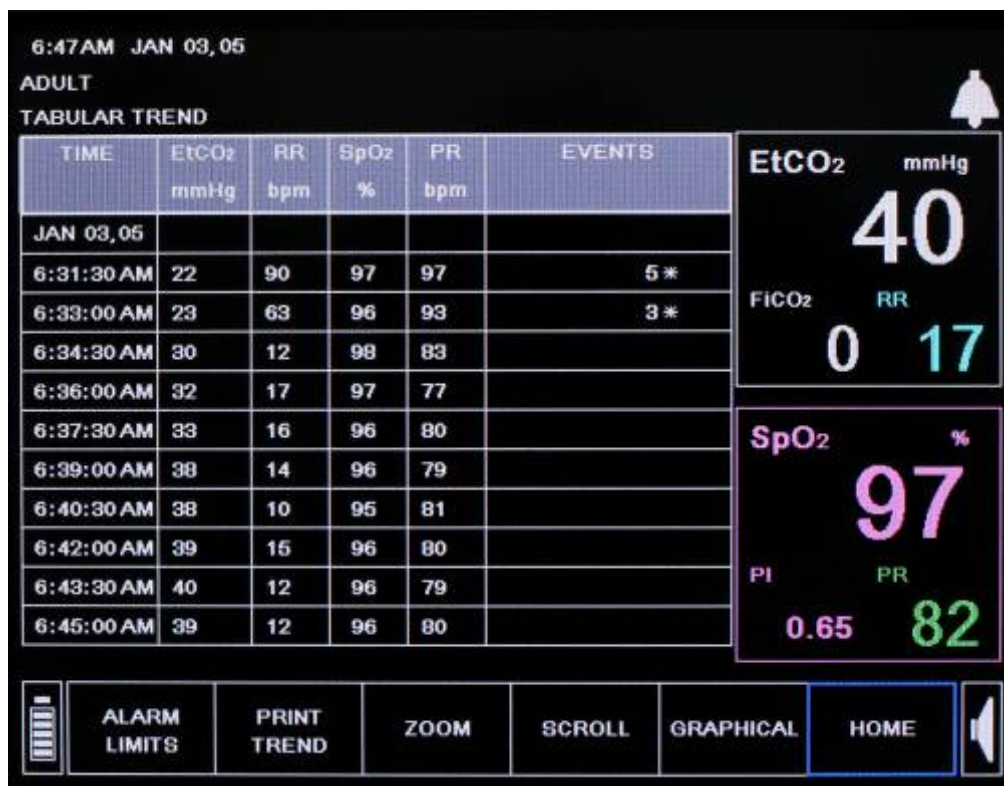 6:47AM JAN 03,05
ADULT
TABULAR TREND
TIME EtCO2 mmHg RR bpm SpO2 % PR bpm EVENTS
JAN 03,05
6:31:30 AM 22 90 97 97 5*
6:33:00 AM 23 63 96 93 3*
6:34:30 AM 30 12 98 83
6:36:00 AM 32 17 97 77
6:37:30 AM 33 16 96 80
6:39:00 AM 38 14 96 79
6:40:30 AM 38 10 95 81
6:42:00 AM 39 15 96 80
6:43:30 AM 40 12 96 79
6:45:00 AM 39 12 96 80
EtCO2 mmHg
40
FiCO2 RR
0 17
SpO2 %
97
PI PR
0.65 82
ALARM LIMITS
PRINT TREND
ZOOM
SCROLL
GRAPHICAL
HOME